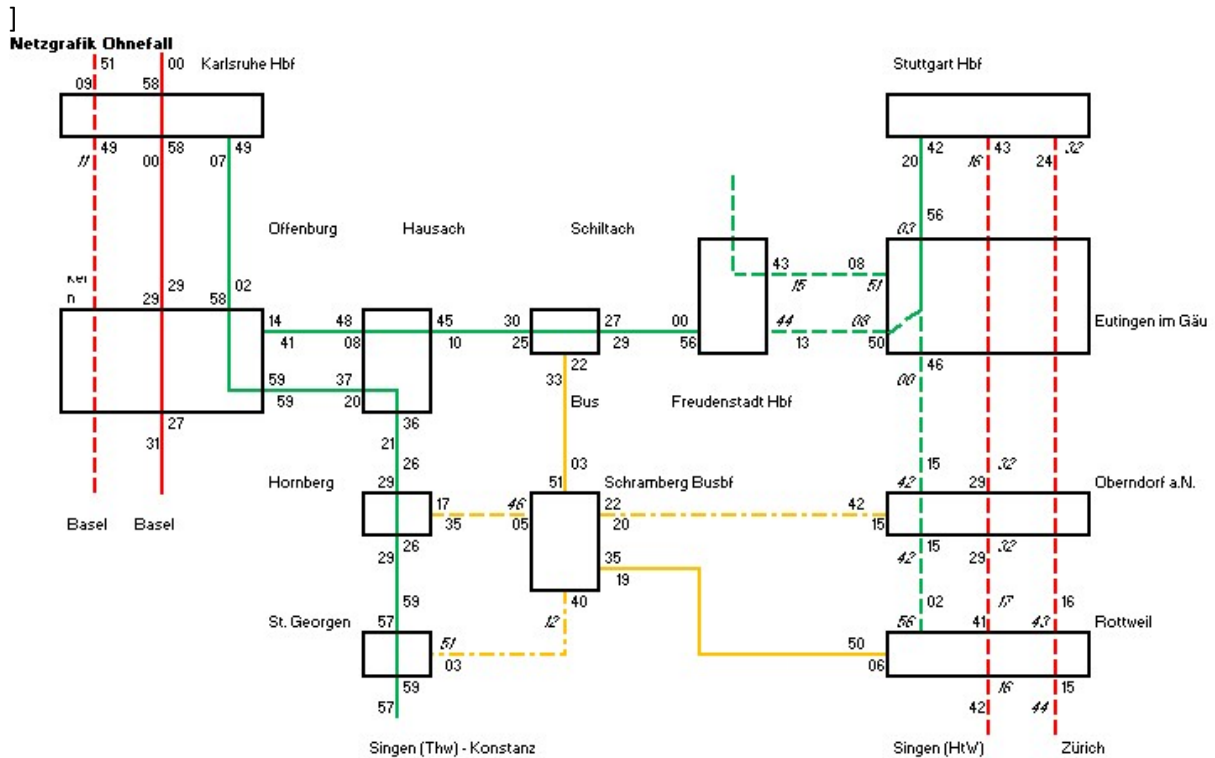 ]
Netzgrafik Ohnefall
51 00 Karlsruhe Hbf Stuttgart Hbf
09 58
49 58 49 42 43 32
11 00 07 20 16 24
56
Offenburg Hausach Schiltach 03
43 08
29 02 15 51
29 58
14 48 45 30 27 00 44 08 Eutingen im Gäu
41 08 10 25 29 56 13 50
22 46
59 37 33 00
59 20 Bus Freudenstadt Hbf
27 36
31 21
26 03 15 32
Hornberg 29 51 Schramberg Busbf 42 29 Oberndorf a.N.
17 46 22 42
35 05 20 15
Basel Basel
26 15 32
29 35 42 29
19
59 40 02 17 16
St. Georgen 57 12 56 41 43 Rottweil
51 50
03 06
59 16 15
57 42 44
Singen (Thw) - Konstanz Singen (HtW) Zürich